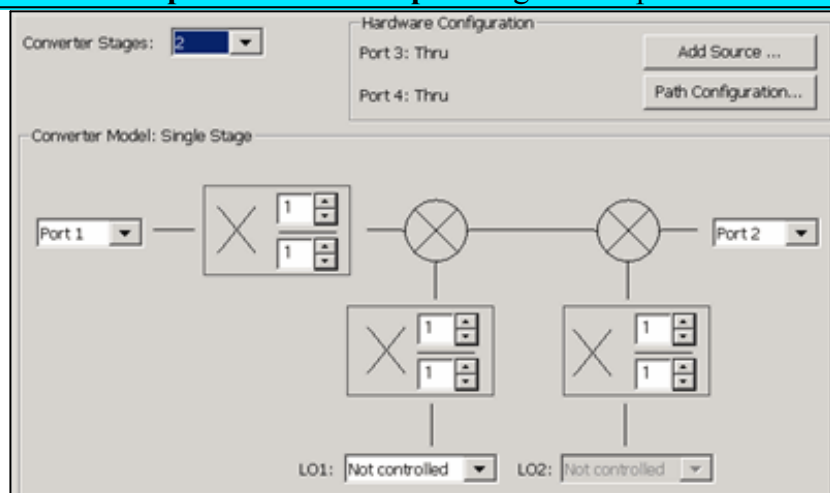 Hardware Configuration
Converter Stages: 2
Port 3: Thru
Add Source ...
Port 4: Thru
Path Configuration...
Converter Model: Single Stage
Port 1
1
1
Port 2
1
1
1
1
LO1: Not controlled
LO2: Not controlled